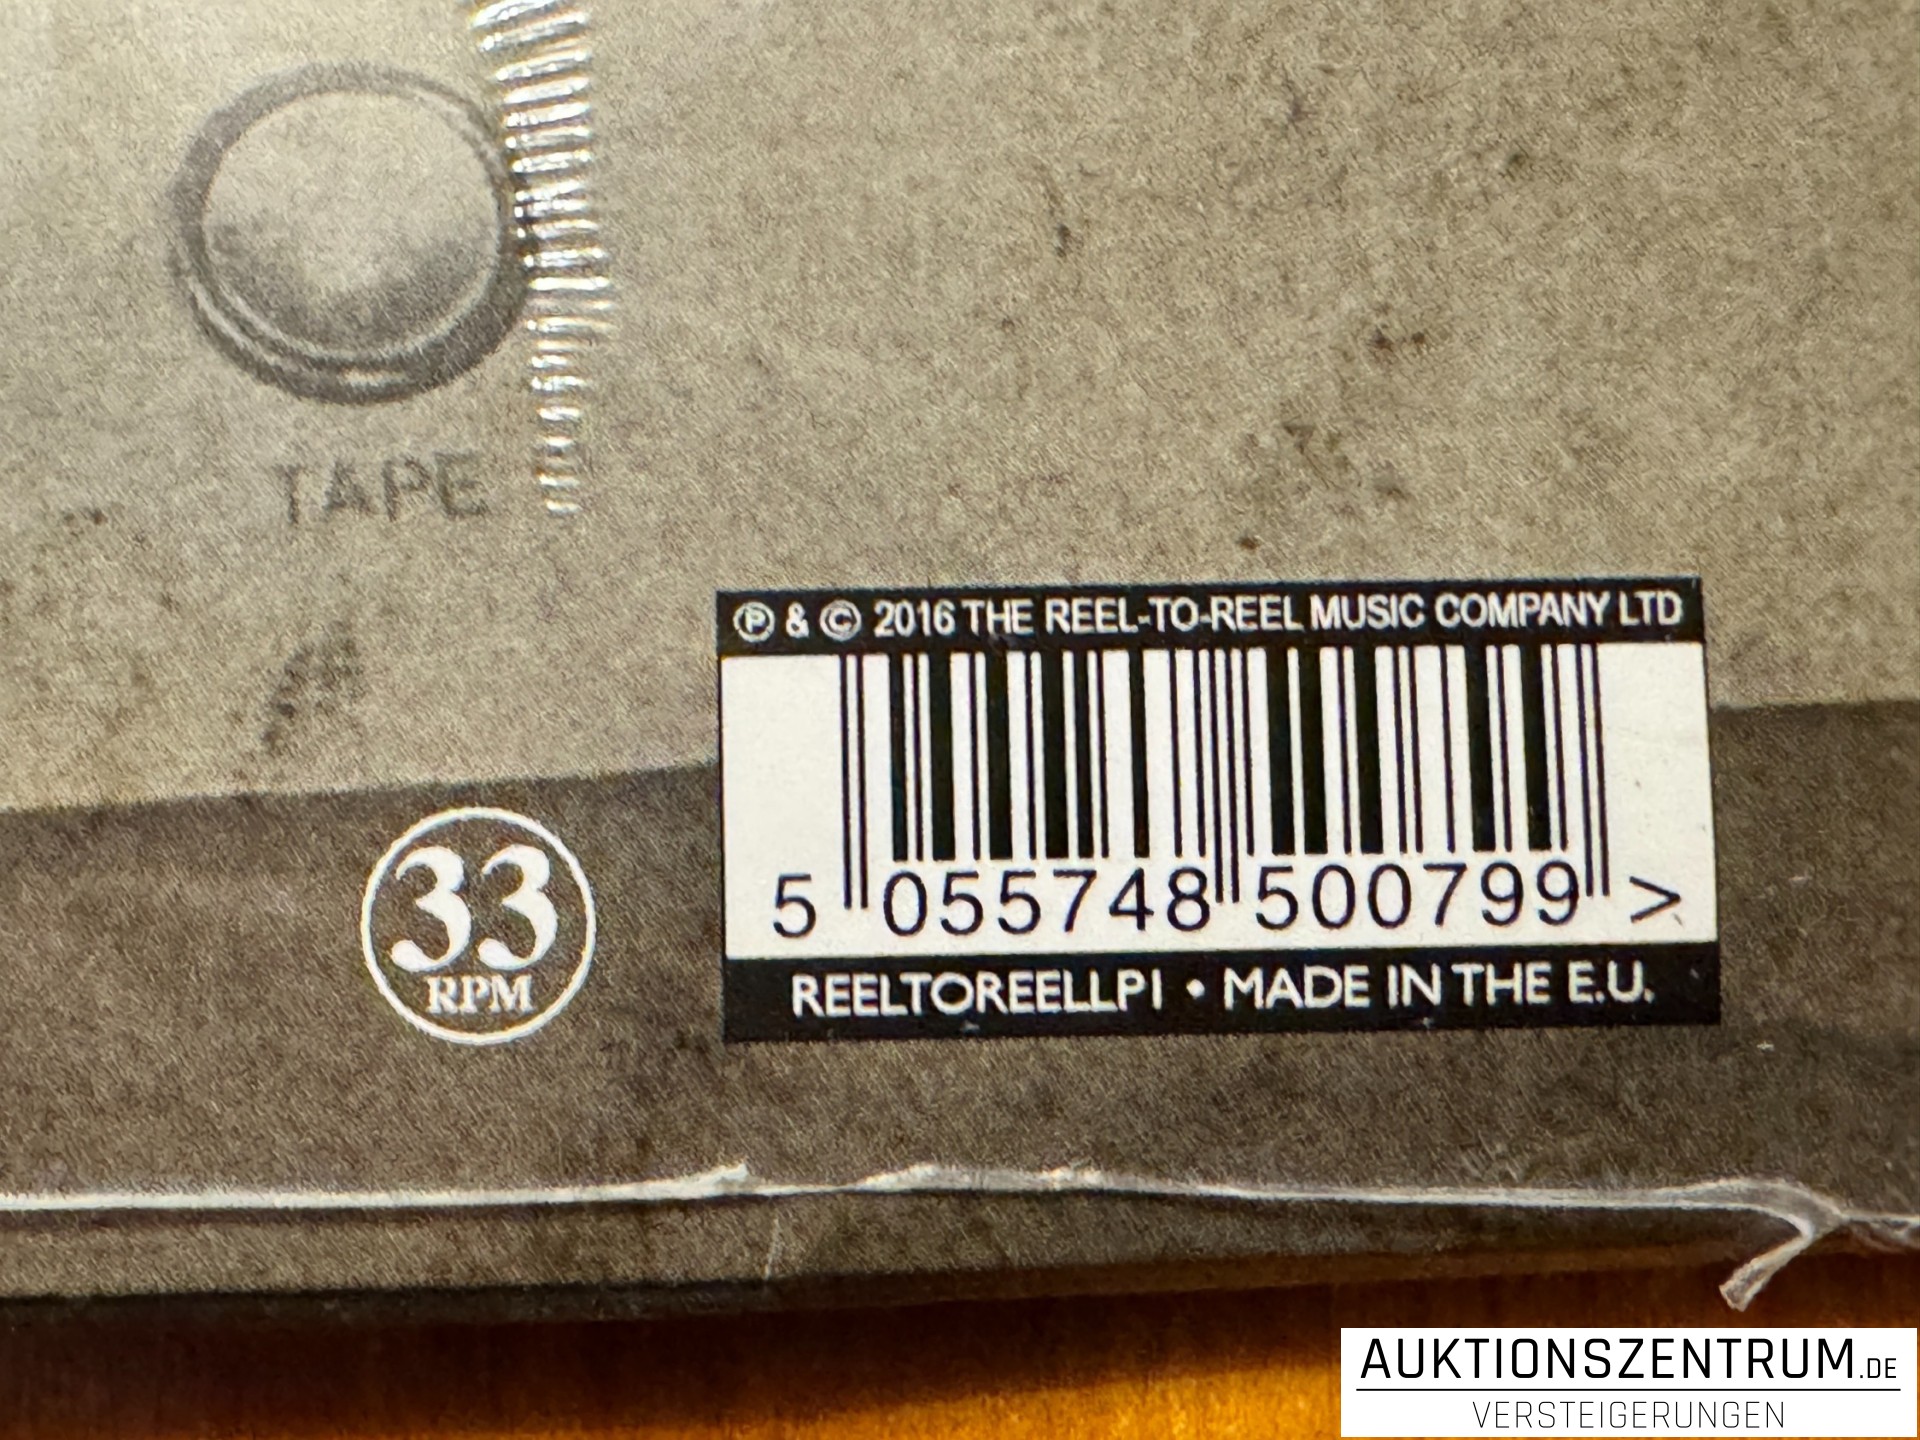 TAPE
℗ & © 2016 THE REEL-TO-REEL MUSIC COMPANY LTD
5 055748 500799 >
33
RPM
REELTOREELLP1 • MADE IN THE E.U.
AUKTIONSZENTRUM.DE
VERSTEIGERUNGEN